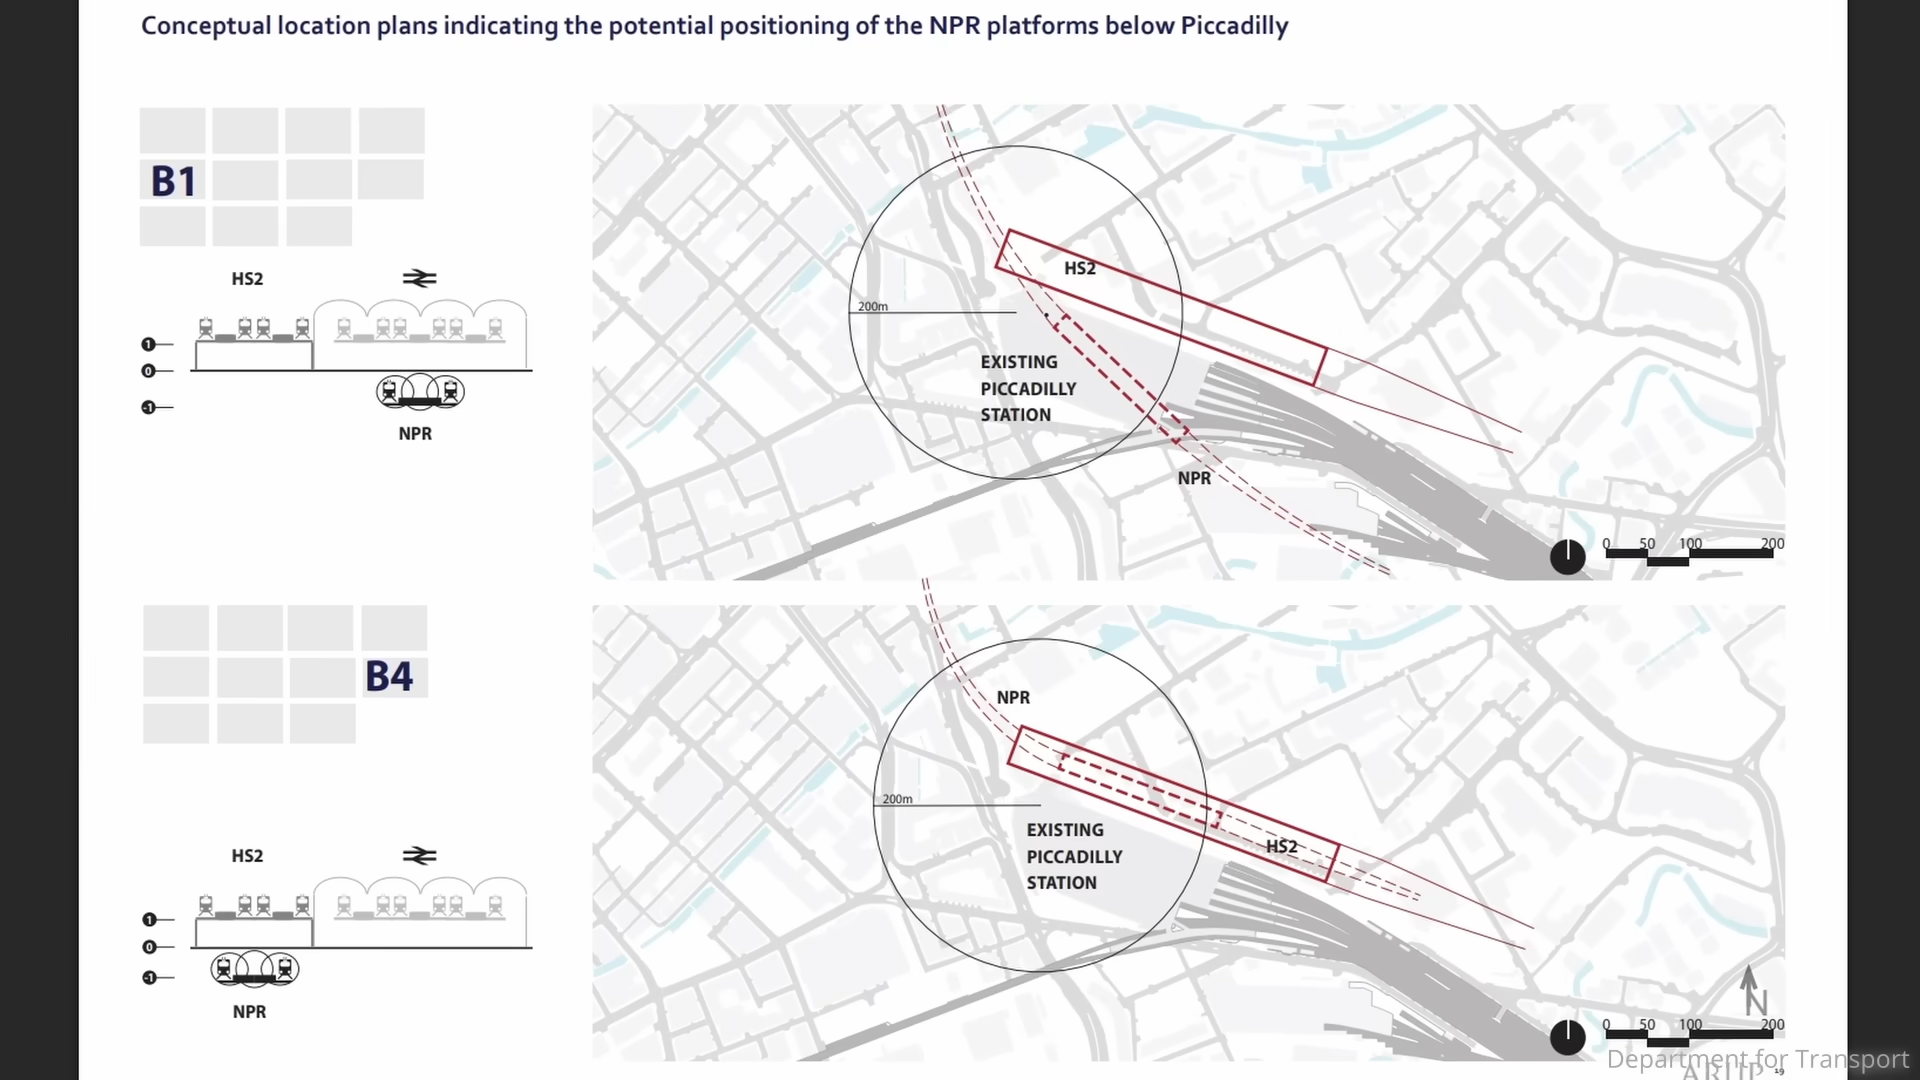 Conceptual location plans indicating the potential positioning of the NPR platforms below Piccadilly
B1
HS2
1
0
-1
NPR
HS2
200m
EXISTING
PICCADILLY
STATION
NPR
0 50 100 200
B4
HS2
1
0
-1
NPR
NPR
200m
EXISTING
PICCADILLY
STATION
HS2
N
0 50 100 200
Department for Transport
ARUP 19